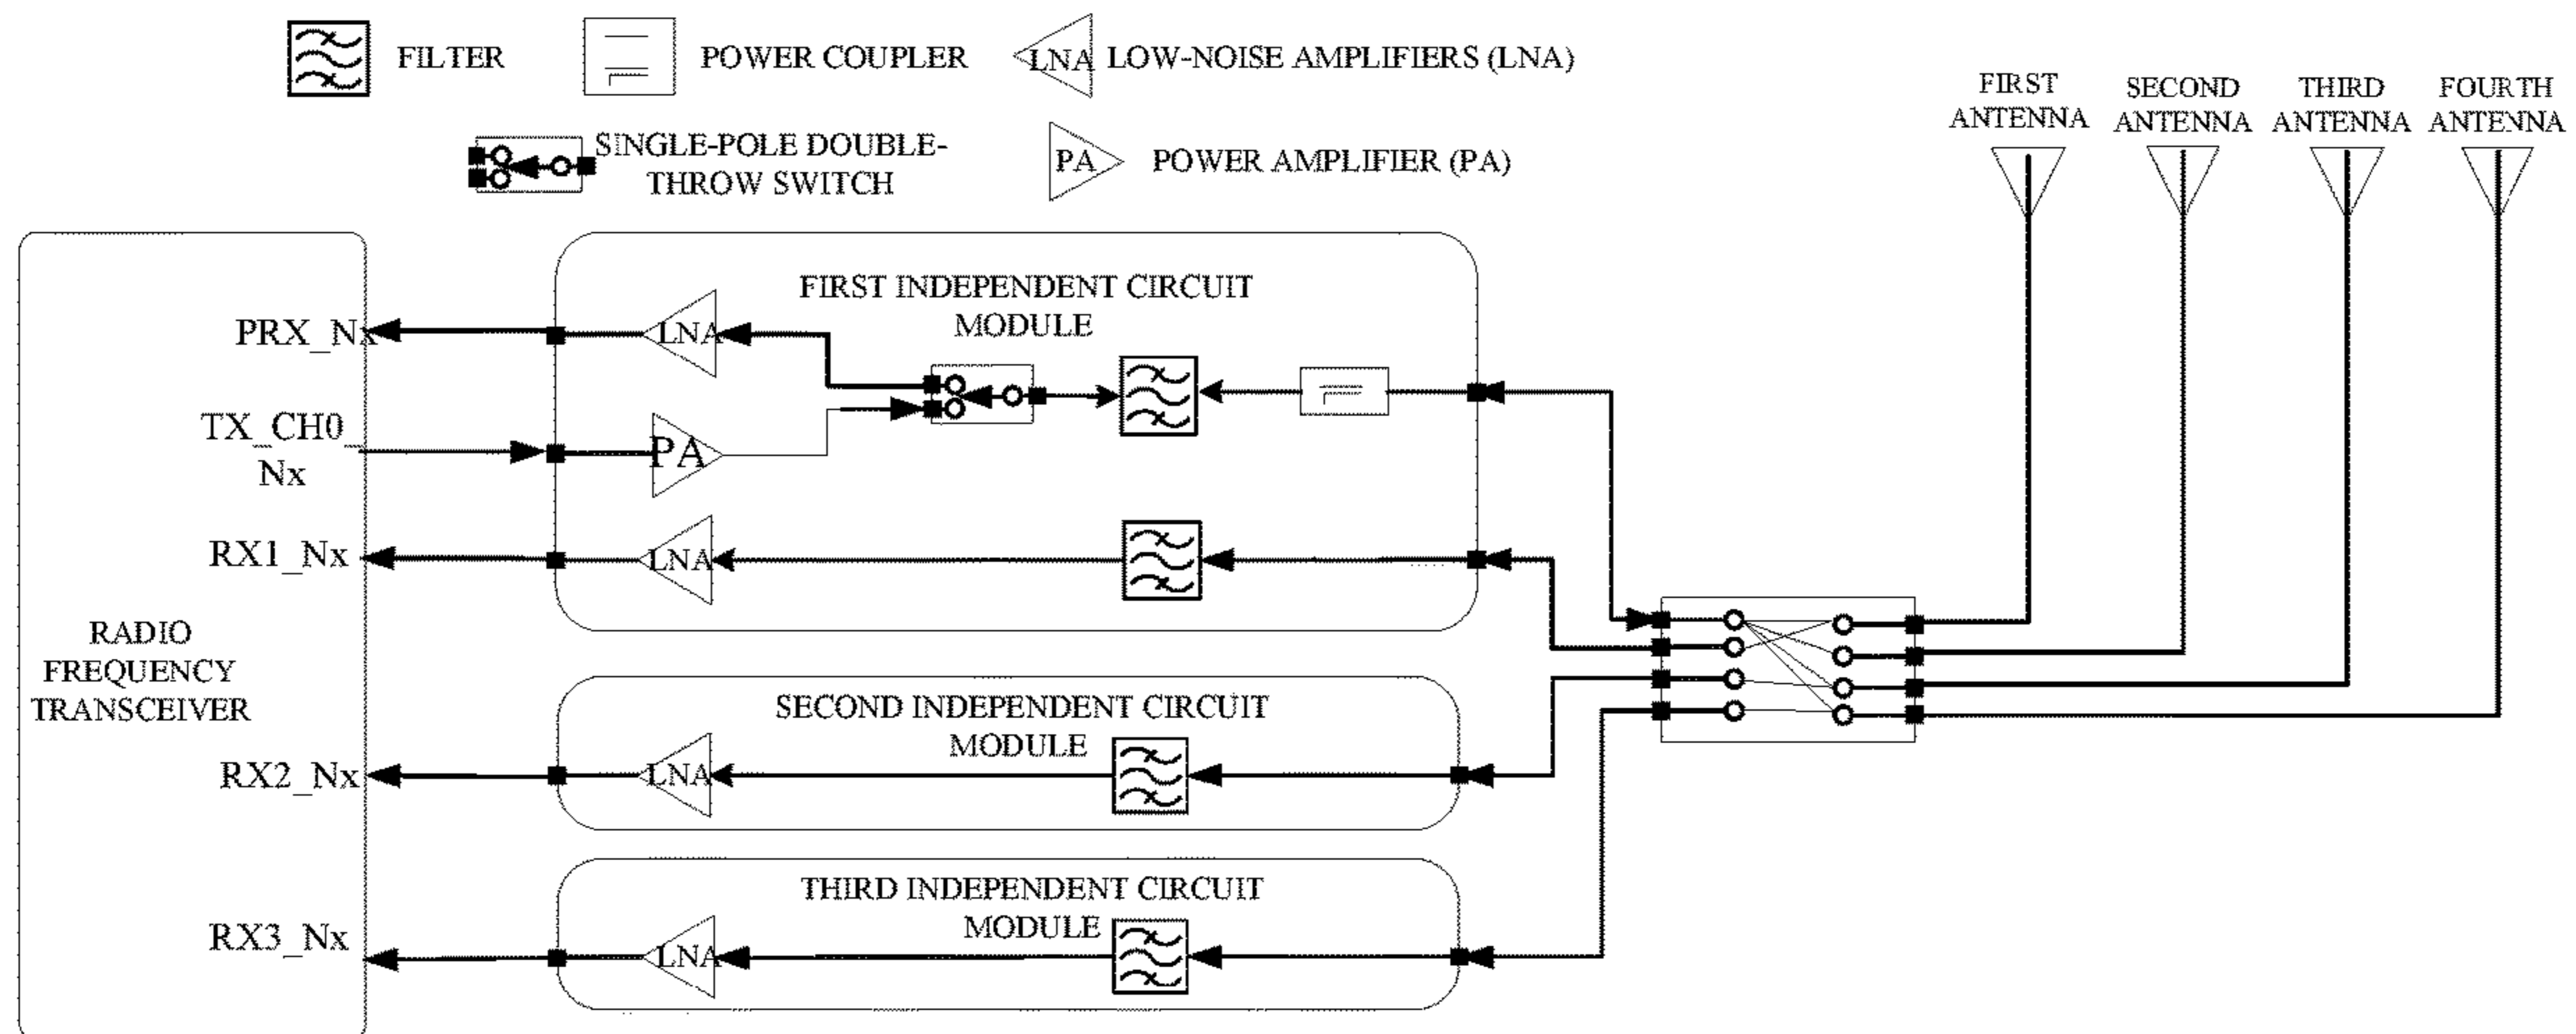 FILTER
POWER COUPLER
LNA
LOW-NOISE AMPLIFIERS (LNA)
SINGLE-POLE DOUBLE-
THROW SWITCH
PA
POWER AMPLIFIER (PA)
FIRST
ANTENNA
SECOND
ANTENNA
THIRD
ANTENNA
FOURTH
ANTENNA
FIRST INDEPENDENT CIRCUIT
MODULE
PRX_Nx
LNA
TX_CH0_
Nx
PA
RX1_Nx
LNA
RADIO
FREQUENCY
TRANSCEIVER
SECOND INDEPENDENT CIRCUIT
MODULE
RX2_Nx
LNA
THIRD INDEPENDENT CIRCUIT
MODULE
RX3_Nx
LNA